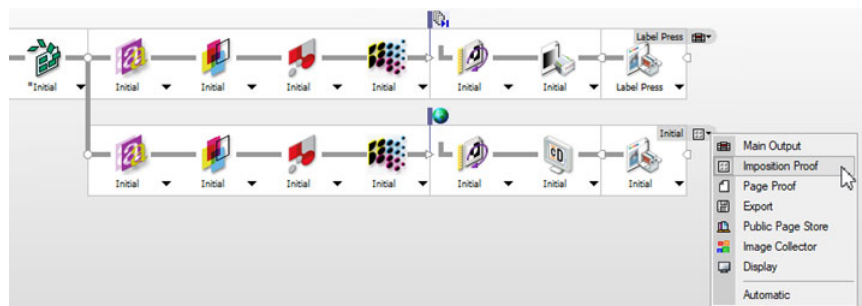 Label Press
*Initial
Initial
Initial
Initial
Initial
Initial
Initial
Label Press
Initial
CD
Initial
Initial
Initial
Initial
Initial
Initial
Initial
Main Output
Imposition Proof
Page Proof
Export
Public Page Store
Image Collector
Display
Automatic